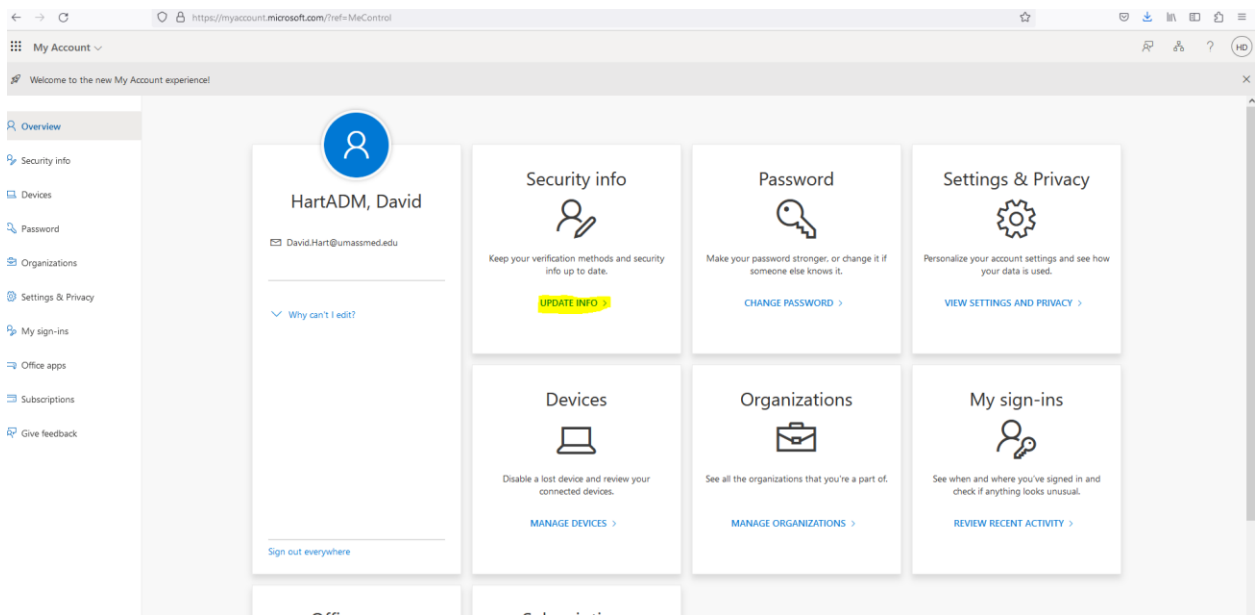 https://myaccount.microsoft.com/?ref=MeControl
My Account
?
HD
Welcome to the new My Account experience!
Overview
Security info
Devices
Password
Organizations
Settings & Privacy
My sign-ins
Office apps
Subscriptions
Give feedback
HartADM, David
David.Hart@umassmed.edu
Why can't I edit?
Sign out everywhere
Security info
Keep your verification methods and security
info up to date.
UPDATE INFO >
Password
Make your password stronger, or change it if
someone else knows it.
CHANGE PASSWORD >
Settings & Privacy
Personalize your account settings and see how
your data is used.
VIEW SETTINGS AND PRIVACY >
Devices
Disable a lost device and review your
connected devices.
MANAGE DEVICES >
Organizations
See all the organizations that you're a part of.
MANAGE ORGANIZATIONS >
My sign-ins
See when and where you've signed in and
check if anything looks unusual.
REVIEW RECENT ACTIVITY >